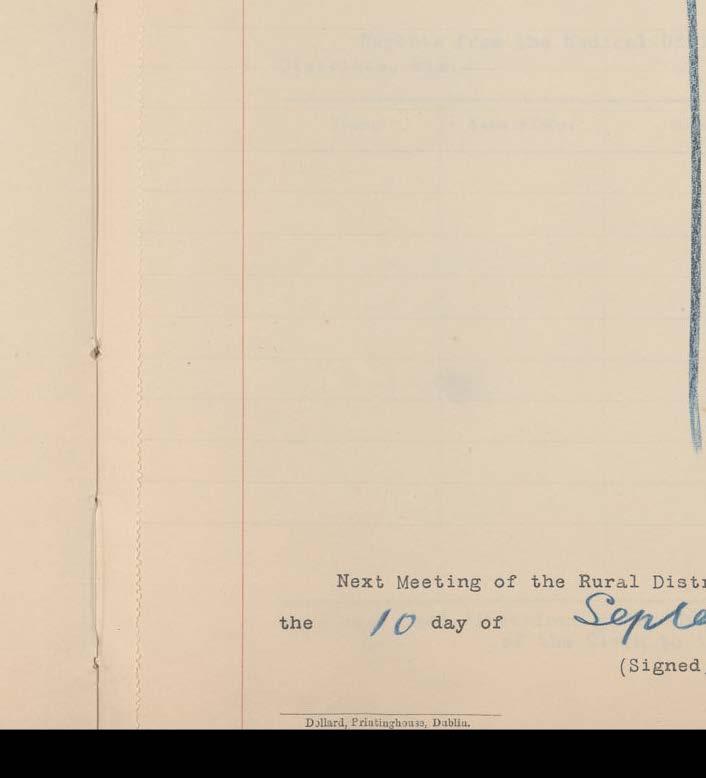 Next Meeting of the Rural Distr
the 10 day of Septe
(Signed,
Dollard, Printinghouse, Dublin.